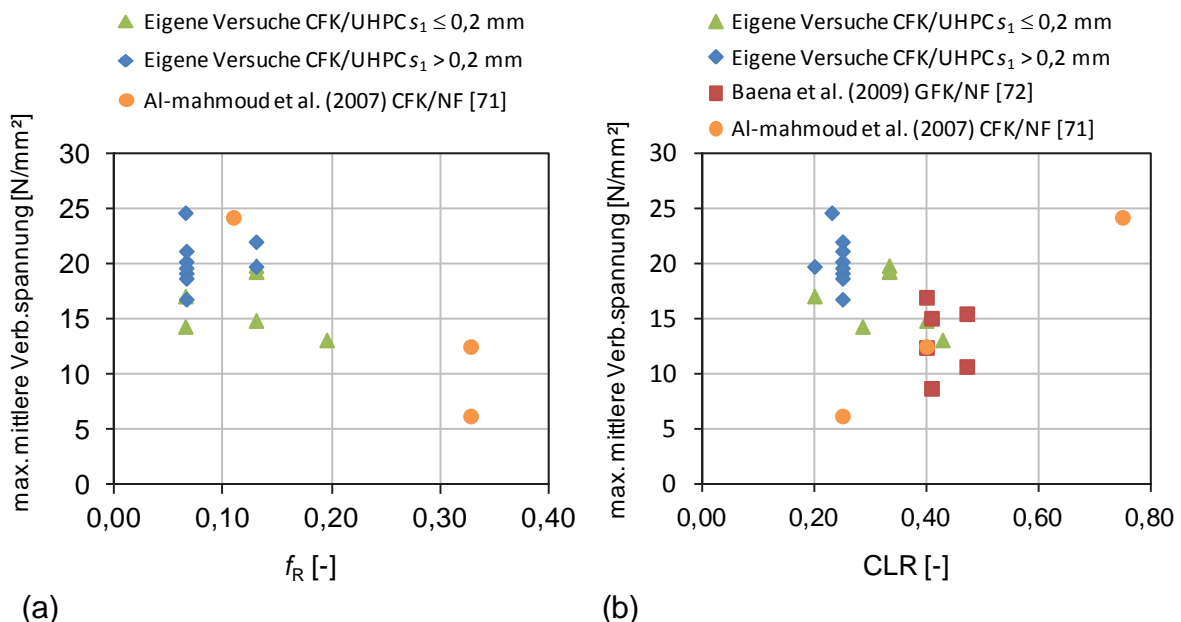 Eigene Versuche CFK/UHPC s₁ ≤ 0,2 mm
Eigene Versuche CFK/UHPC s₁ > 0,2 mm
Al-mahmoud et al. (2007) CFK/NF [71]
max. mittlere Verb.spannung [N/mm²]
30
25
20
15
10
5
0
0,00 0,10 0,20 0,30 0,40
f_R [-]
(a)
Eigene Versuche CFK/UHPC s₁ ≤ 0,2 mm
Eigene Versuche CFK/UHPC s₁ > 0,2 mm
Baena et al. (2009) GFK/NF [72]
Al-mahmoud et al. (2007) CFK/NF [71]
max. mittlere Verb.spannung [N/mm²]
30
25
20
15
10
5
0
0,00 0,20 0,40 0,60 0,80
CLR [-]
(b)